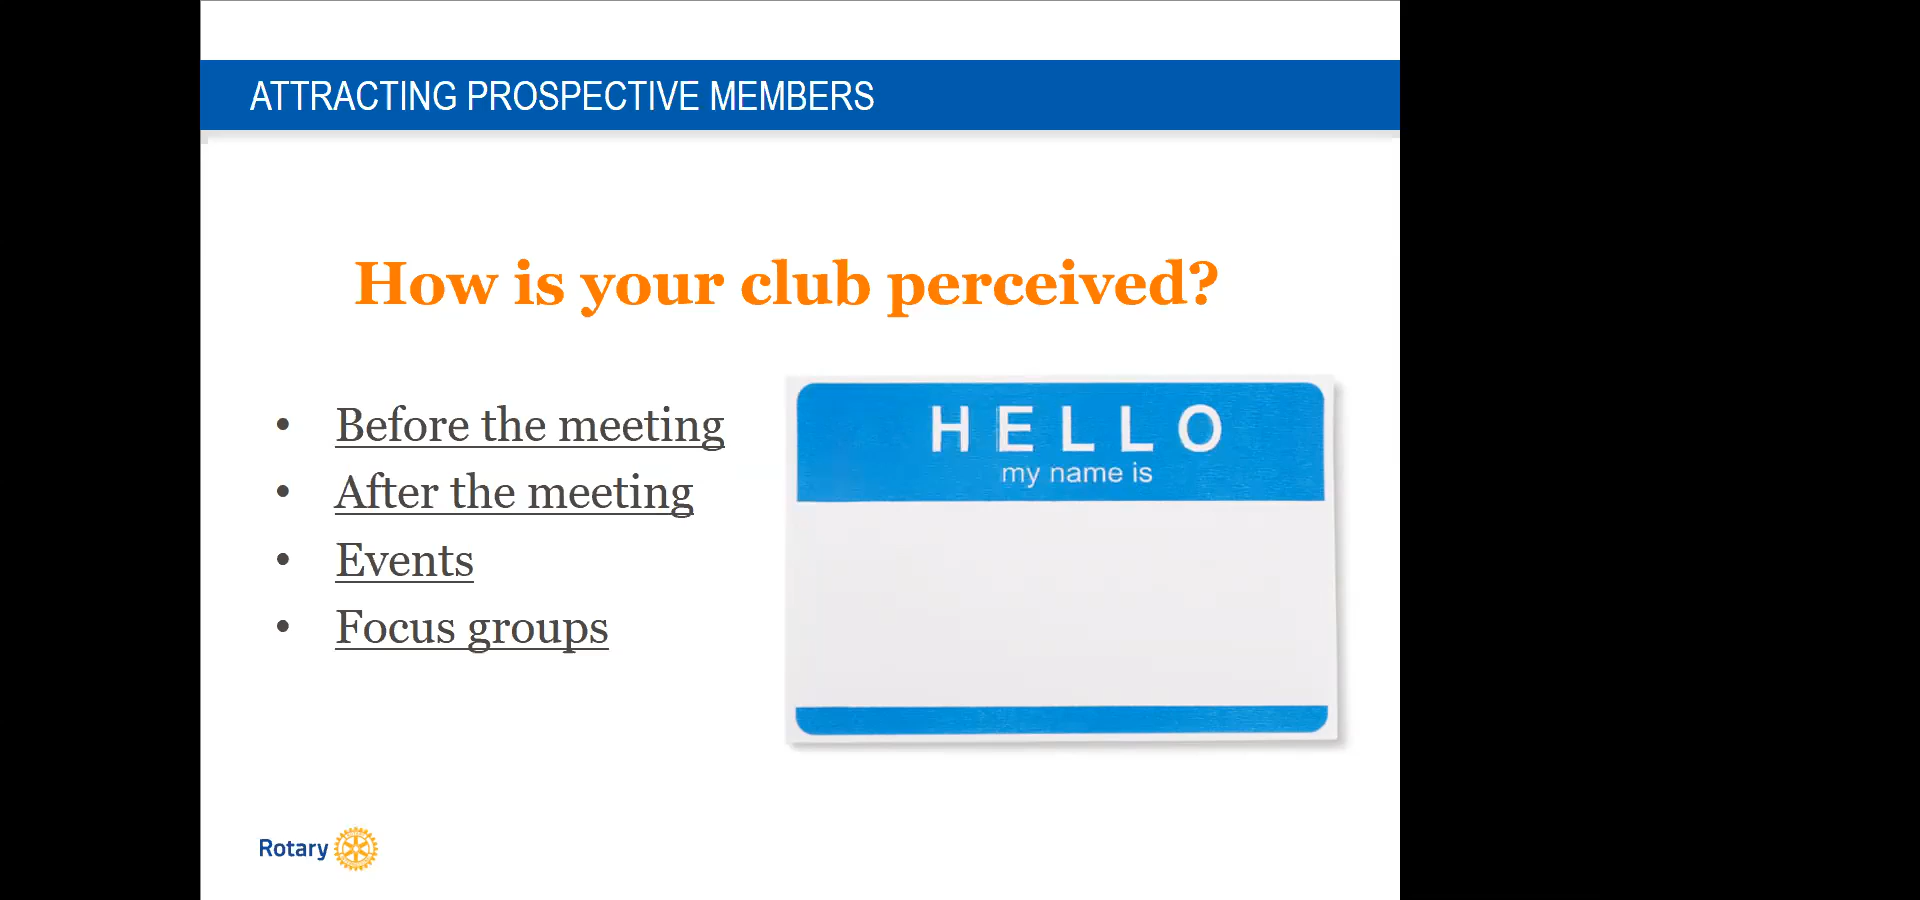 ATTRACTING PROSPECTIVE MEMBERS
How is your club perceived?
• Before the meeting
• After the meeting
• Events
• Focus groups
HELLO
my name is
Rotary